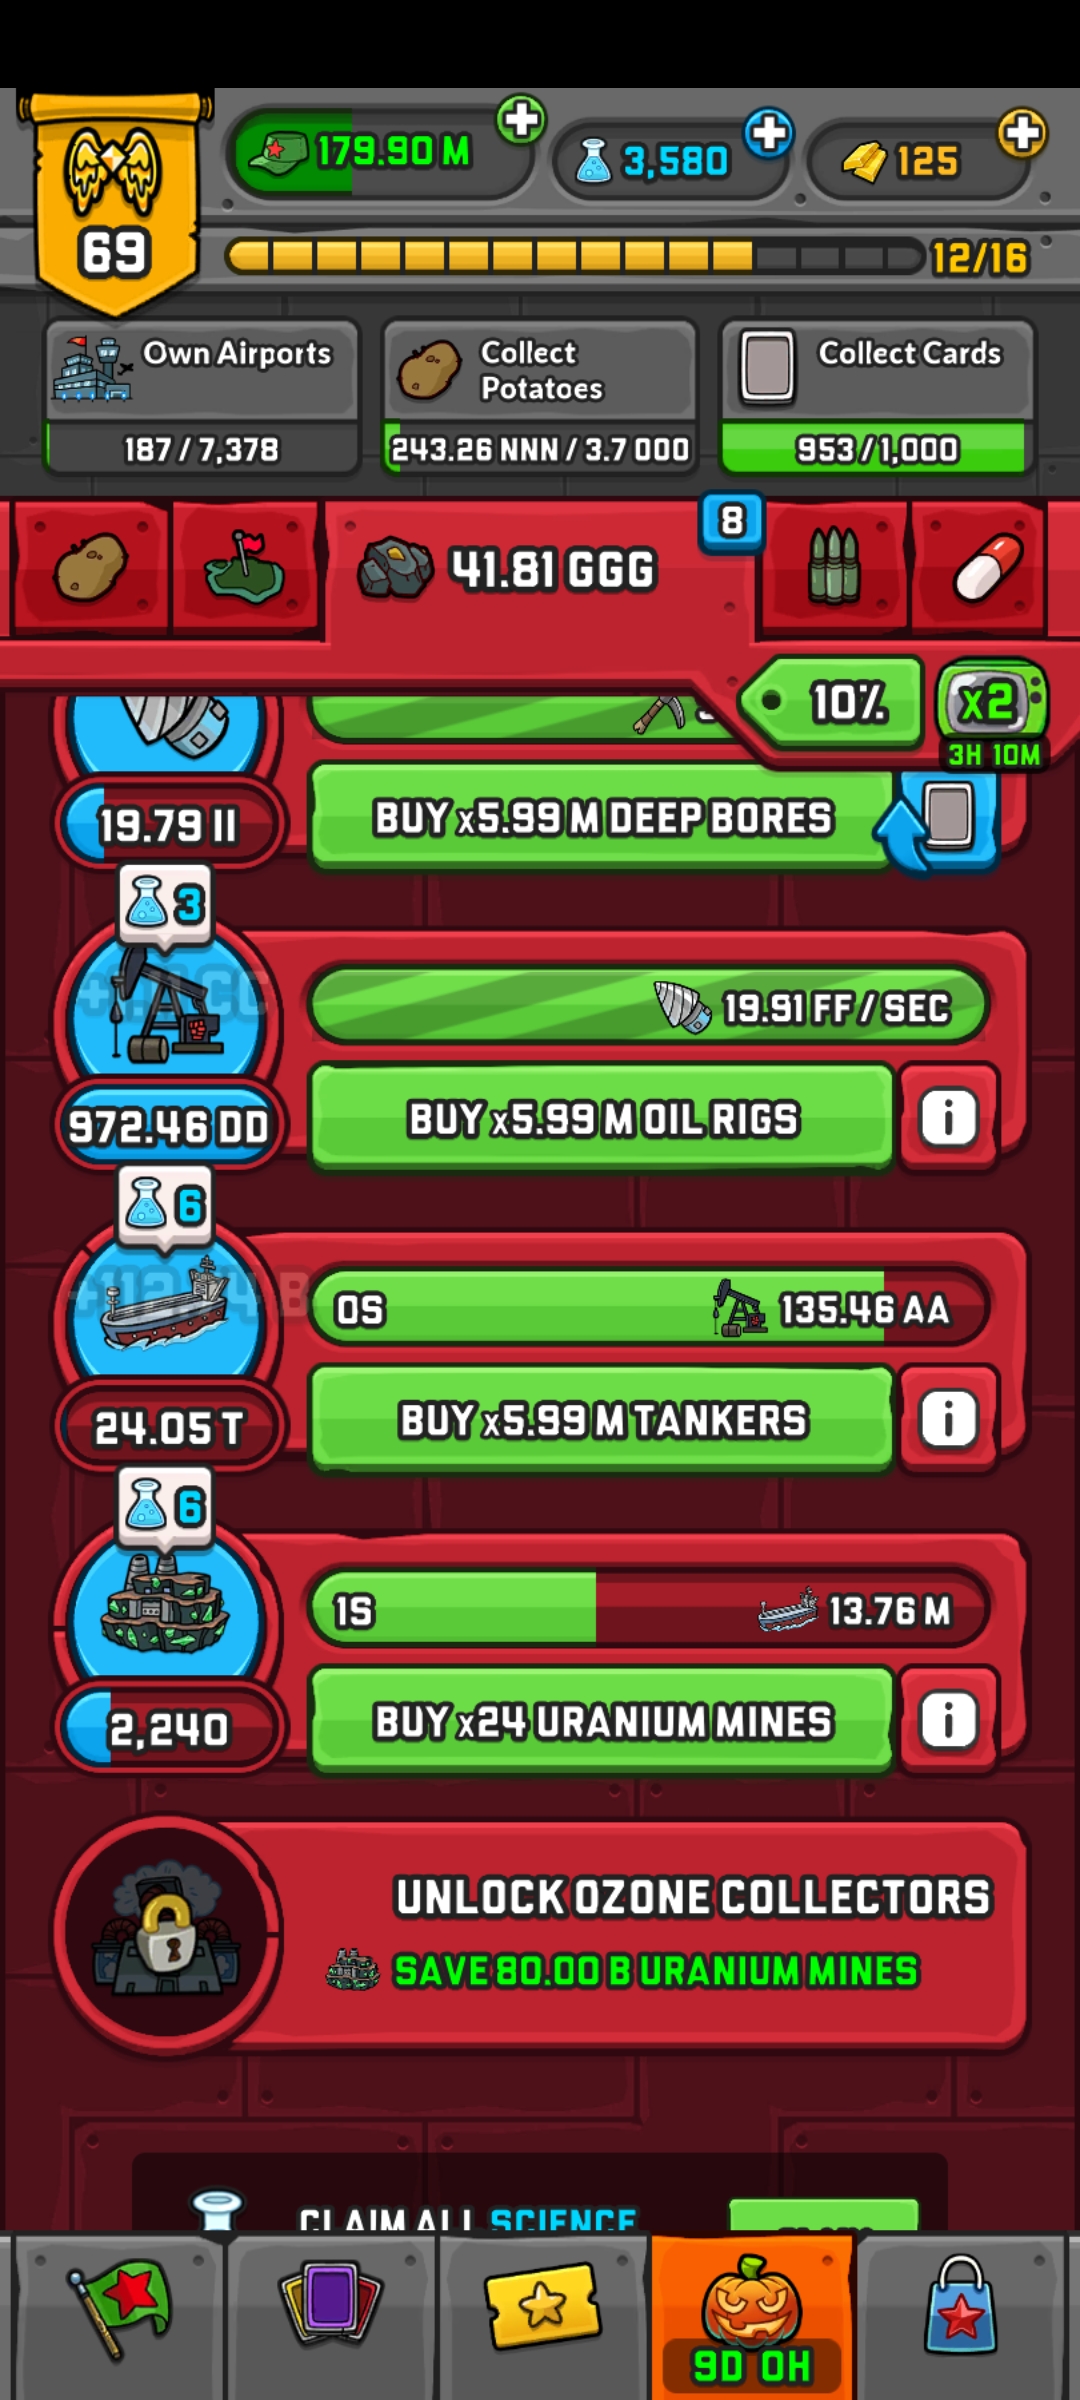 179.90 M
3,580
125
69
12/16
Own Airports
187 / 7,378
Collect
Potatoes
243.26 NNN / 3.7 OOO
Collect Cards
953 / 1,000
41.81 GGG
8
10%
x2
3H 10M
19.79 II
BUY x5.99 M DEEP BORES
3
19.91 FF / SEC
972.46 DD
BUY x5.99 M OIL RIGS
i
6
0S
135.46 AA
24.05 T
BUY x5.99 M TANKERS
i
6
1S
13.76 M
2,240
BUY x24 URANIUM MINES
i
UNLOCK OZONE COLLECTORS
SAVE 80.00 B URANIUM MINES
CLAIM ALL SCIENCE
9D 0H